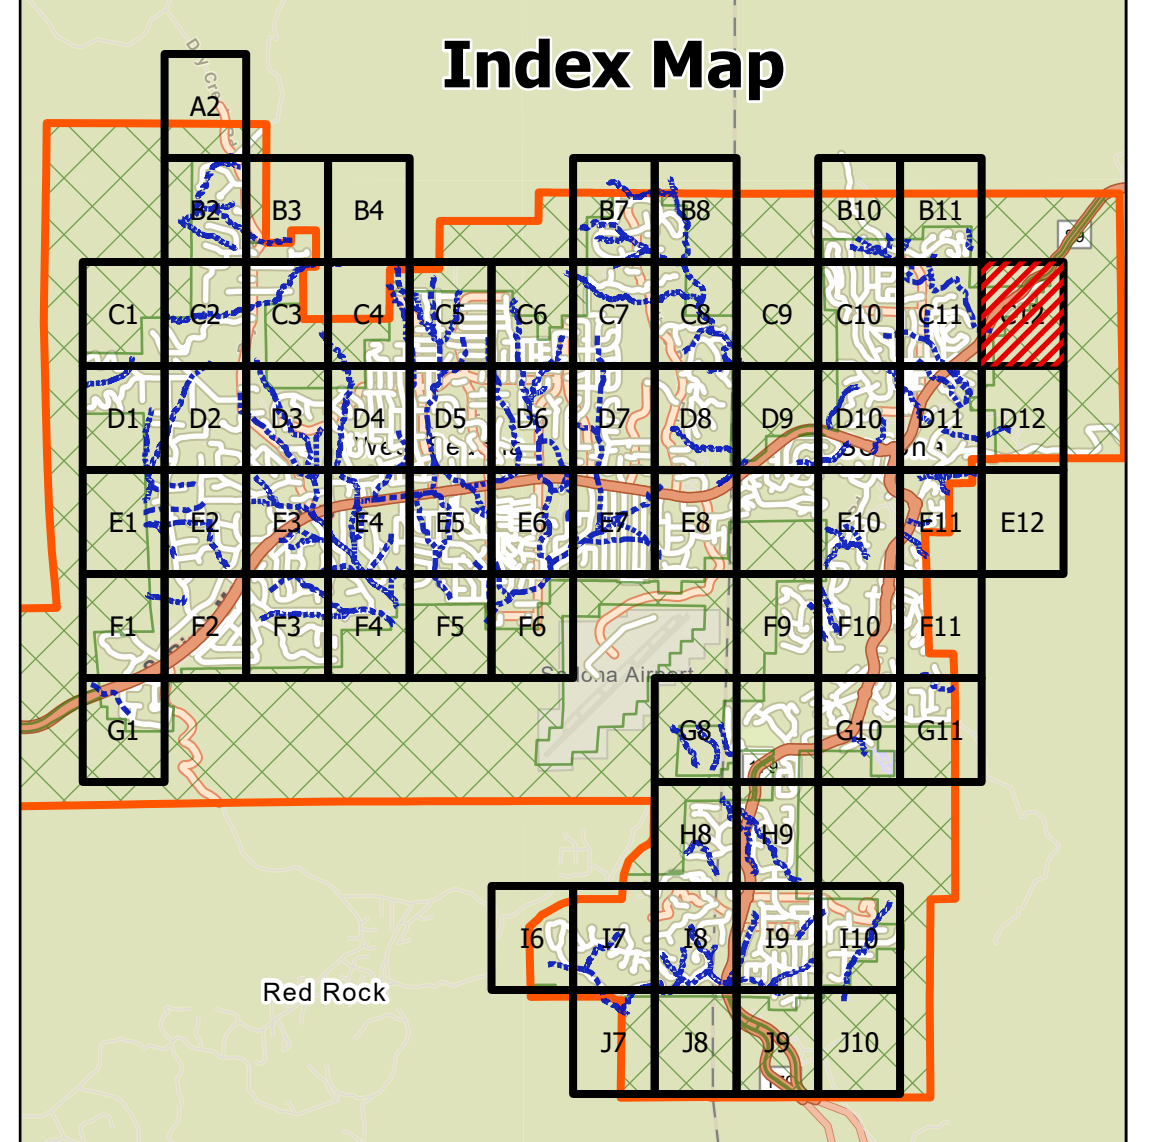 Index Map
A2
B2 B3 B4 B7 B8 B10 B11
C1 C2 C3 C4 C5 C6 C7 C8 C9 C10 C11 C12
D1 D2 D3 D4 D5 D6 D7 D8 D9 D10 D11 D12
E1 E2 E3 E4 E5 E6 E7 E8 E10 E11 E12
F1 F2 F3 F4 F5 F6 F9 F10 F11
Sedona Airport
G1 G8 G10 G11
H8 H9
I6 I7 I8 I9 I10
Red Rock
J7 J8 J9 J10